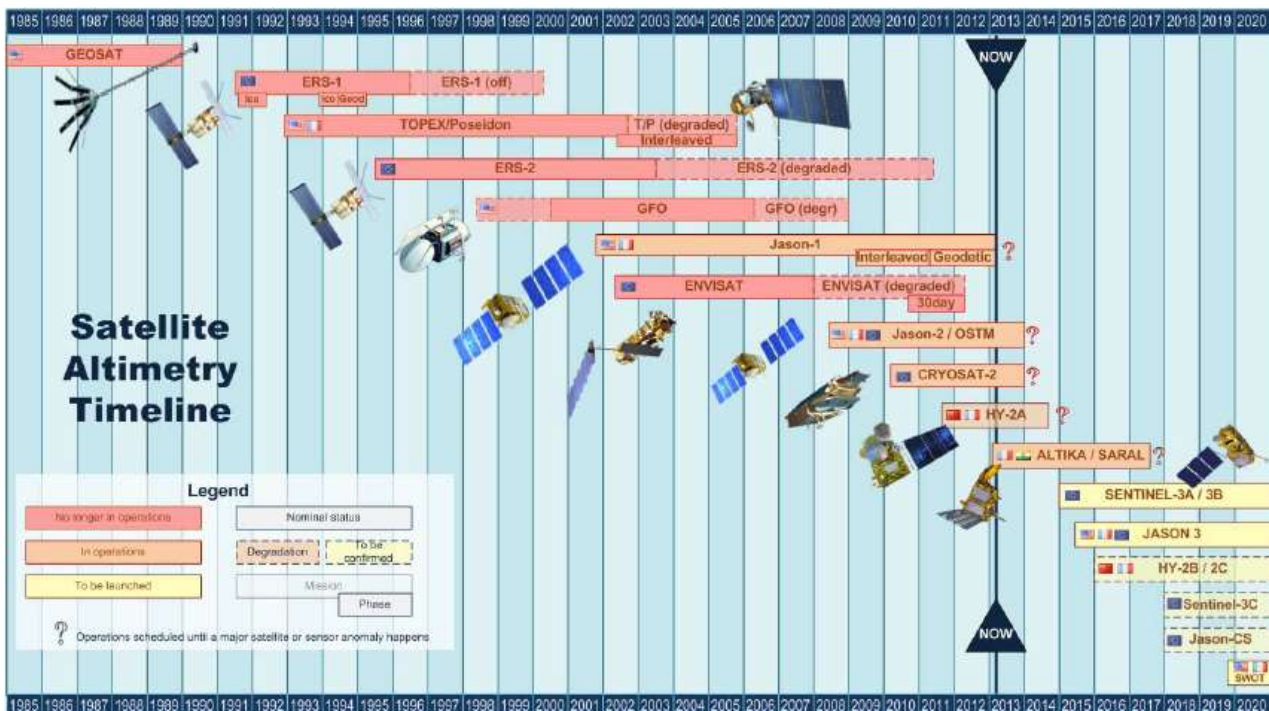 1985 1986 1987 1988 1989 1990 1991 1992 1993 1994 1995 1996 1997 1998 1999 2000 2001 2002 2003 2004 2005 2006 2007 2008 2009 2010 2011 2012 2013 2014 2015 2016 2017 2018 2019 2020
GEOSAT
NOW
ERS-1 ERS-1 (off)
Ice Ice Geod
TOPEX/Poseidon T/P (degraded)
Interleaved
ERS-2 ERS-2 (degraded)
GFO GFO (degr)
Jason-1 ?
Interleaved Geodetic
ENVISAT ENVISAT (degraded)
30day
Satellite
Altimetry
Timeline
Jason-2 / OSTM ?
CRYOSAT-2 ?
HY-2A ?
ALTIKA / SARAL ?
SENTINEL-3A / 3B
JASON 3
HY-2B / 2C
Sentinel-3C
Jason-CS
SWOT
NOW
Legend
No longer in operations
Nominal status
In operations
Degradation
To be
confirmed
To be launched
Mission
Phase
? Operations scheduled until a major satellite or sensor anomaly happens
1985 1986 1987 1988 1989 1990 1991 1992 1993 1994 1995 1996 1997 1998 1999 2000 2001 2002 2003 2004 2005 2006 2007 2008 2009 2010 2011 2012 2013 2014 2015 2016 2017 2018 2019 2020